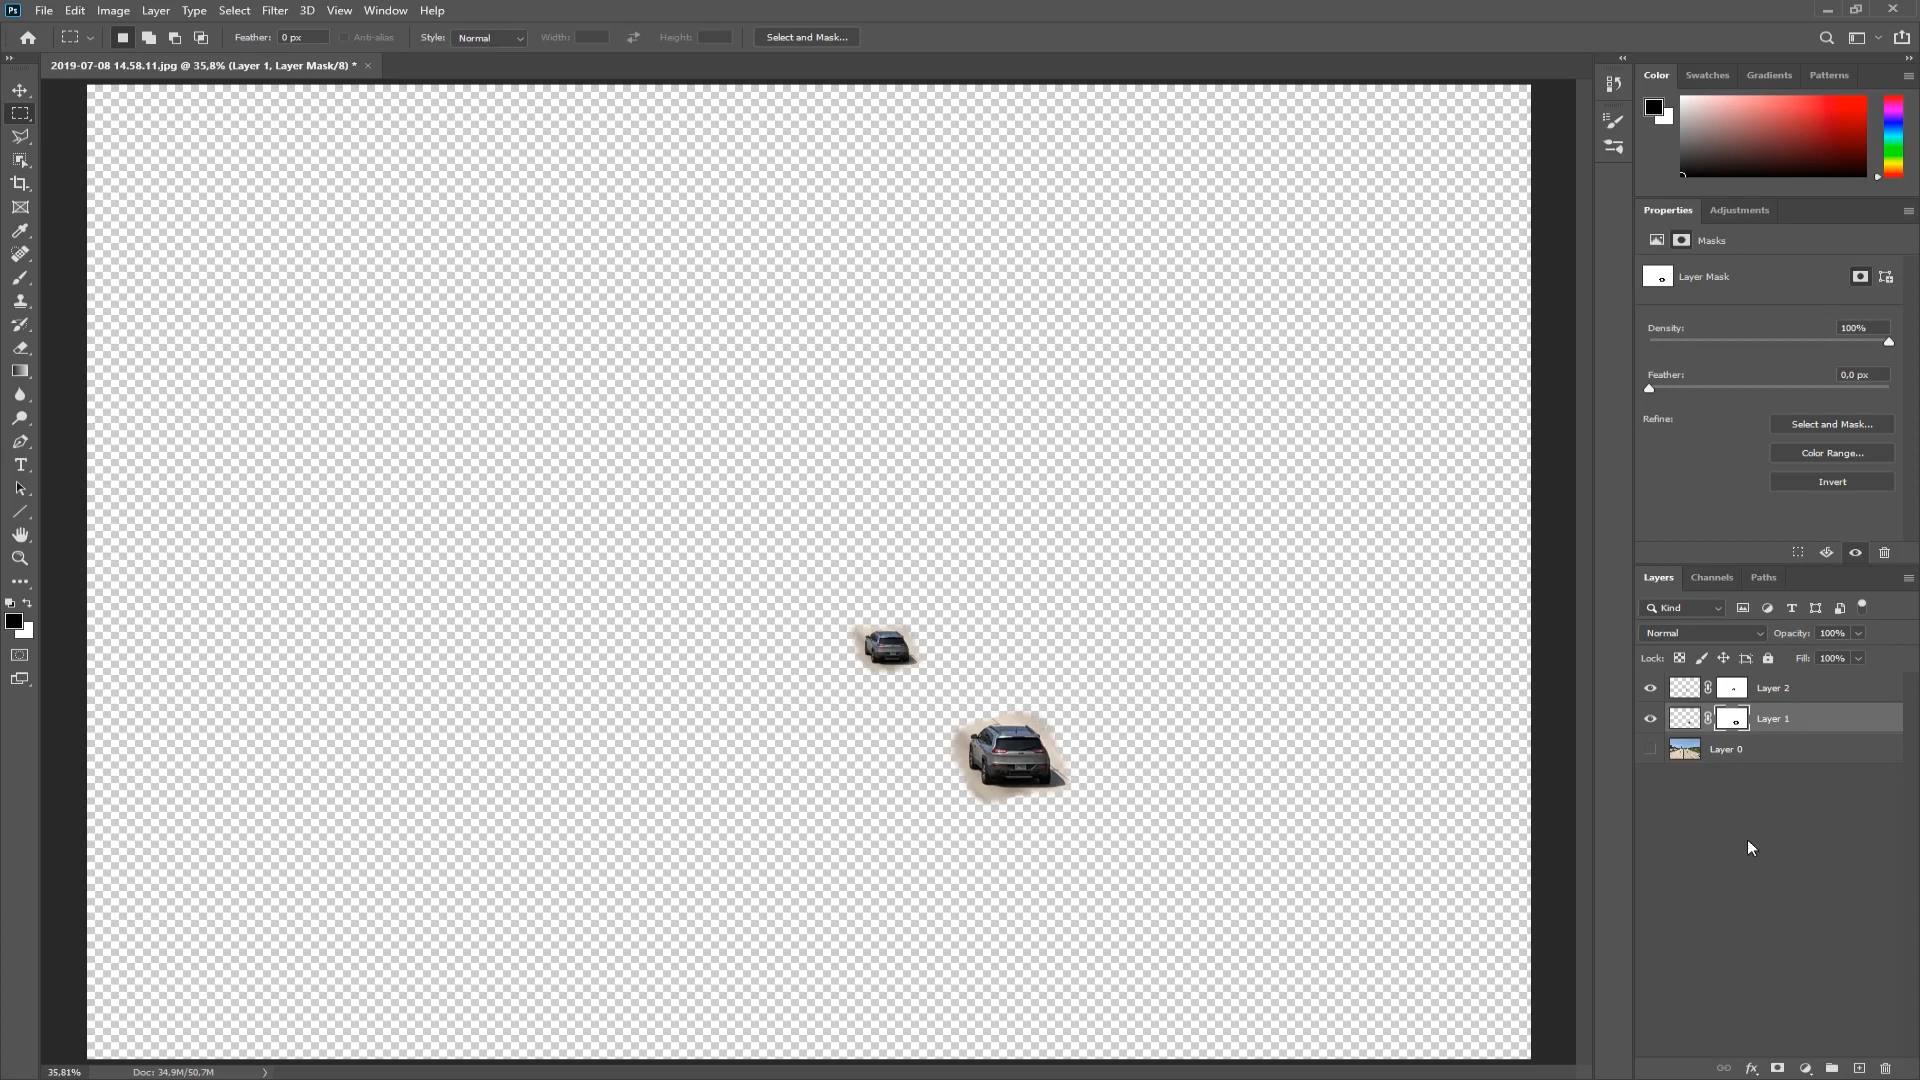 Ps File Edit Image Layer Type Select Filter 3D View Window Help
Feather: 0 px Anti-alias Style: Normal Width: Height: Select and Mask...
2019-07-08 14.58.11.jpg @ 35,8% (Layer 1, Layer Mask/8) * ×
Color Swatches Gradients Patterns
Properties Adjustments
Masks
Layer Mask
Density: 100%
Feather: 0,0 px
Refine: Select and Mask...
Color Range...
Invert
Layers Channels Paths
Kind
Normal Opacity: 100%
Lock: Fill: 100%
Layer 2
Layer 1
Layer 0
35,81% Doc: 34,9M/50,7M